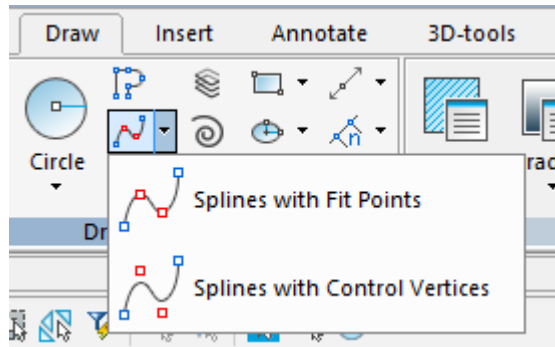 Draw Insert Annotate 3D-tools
Circle
Splines with Fit Points
Splines with Control Vertices